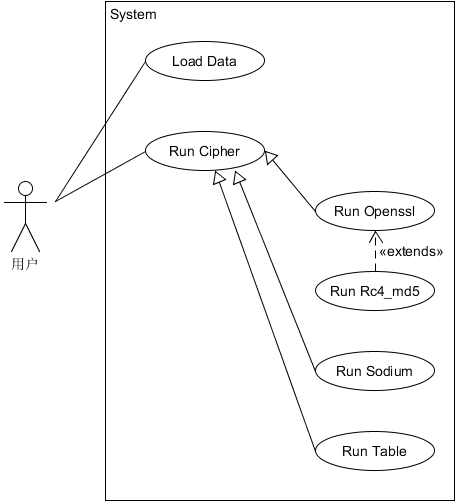 System
Load Data
Run Cipher
用户
Run Openssl
«extends»
Run Rc4_md5
Run Sodium
Run Table